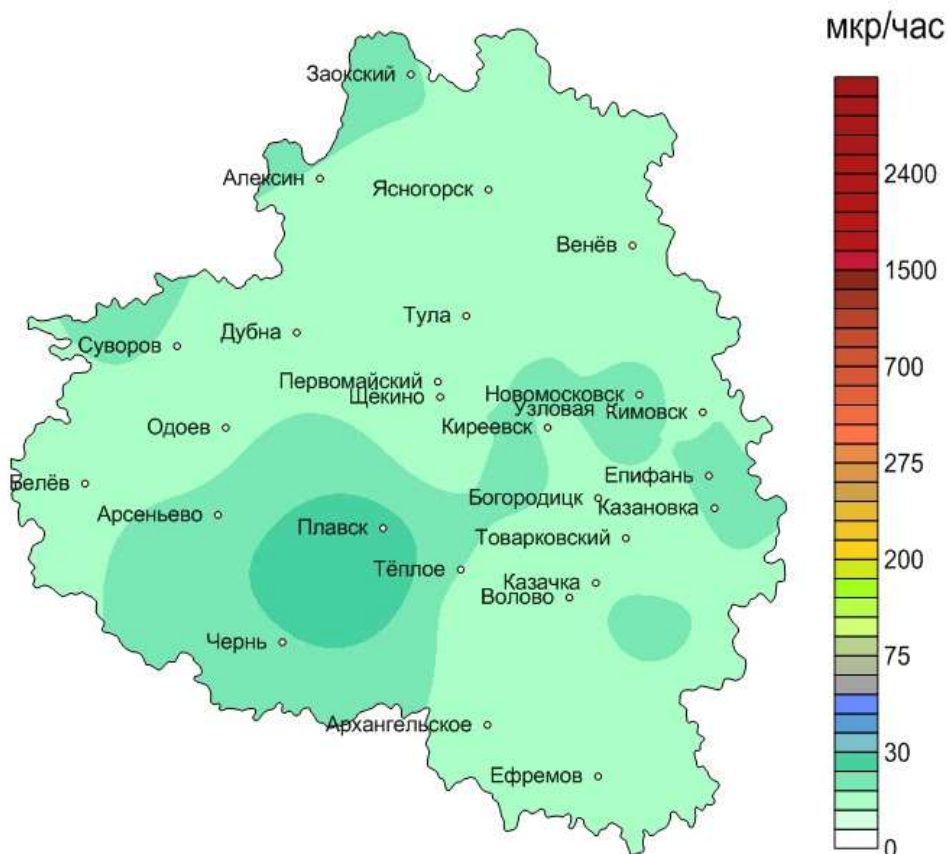 мкр/час
Заокский
2400
Алексин
Ясногорск
Венёв
1500
Тула
Дубна
Суворов
700
Первомайский
Щёкино
Новомосковск
Узловая
Кимовск
Одоев
Киреевск
275
Белёв
Епифань
Богородицк
Казановка
Арсеньево
Плавск
Товарковский
200
Тёплое
Казачка
Волово
Чернь
75
Архангельское
30
Ефремов
0